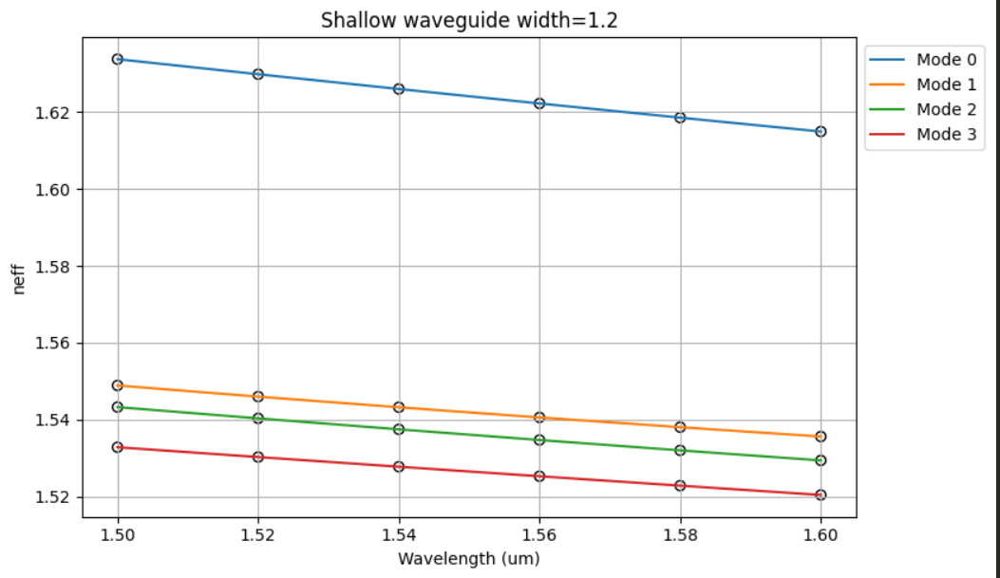 Shallow waveguide width=1.2
Mode 0
Mode 1
Mode 2
Mode 3
1.62
1.60
1.58
1.56
1.54
1.52
neff
1.50 1.52 1.54 1.56 1.58 1.60
Wavelength (um)